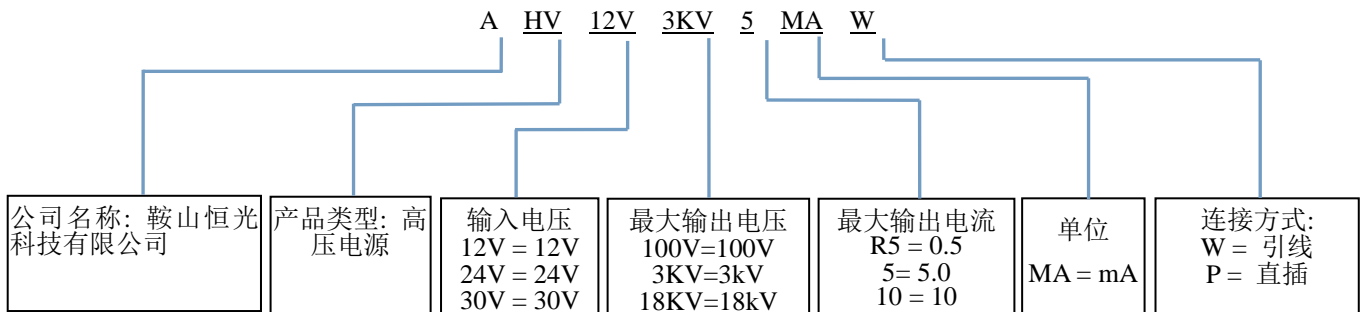 A HV 12V 3KV 5 MA W
公司名称: 鞍山恒光
科技有限公司
产品类型: 高
压电源
输入电压
12V = 12V
24V = 24V
30V = 30V
最大输出电压
100V=100V
3KV=3kV
18KV=18kV
最大输出电流
R5 = 0.5
5= 5.0
10 = 10
单位
MA = mA
连接方式:
W = 引线
P = 直插